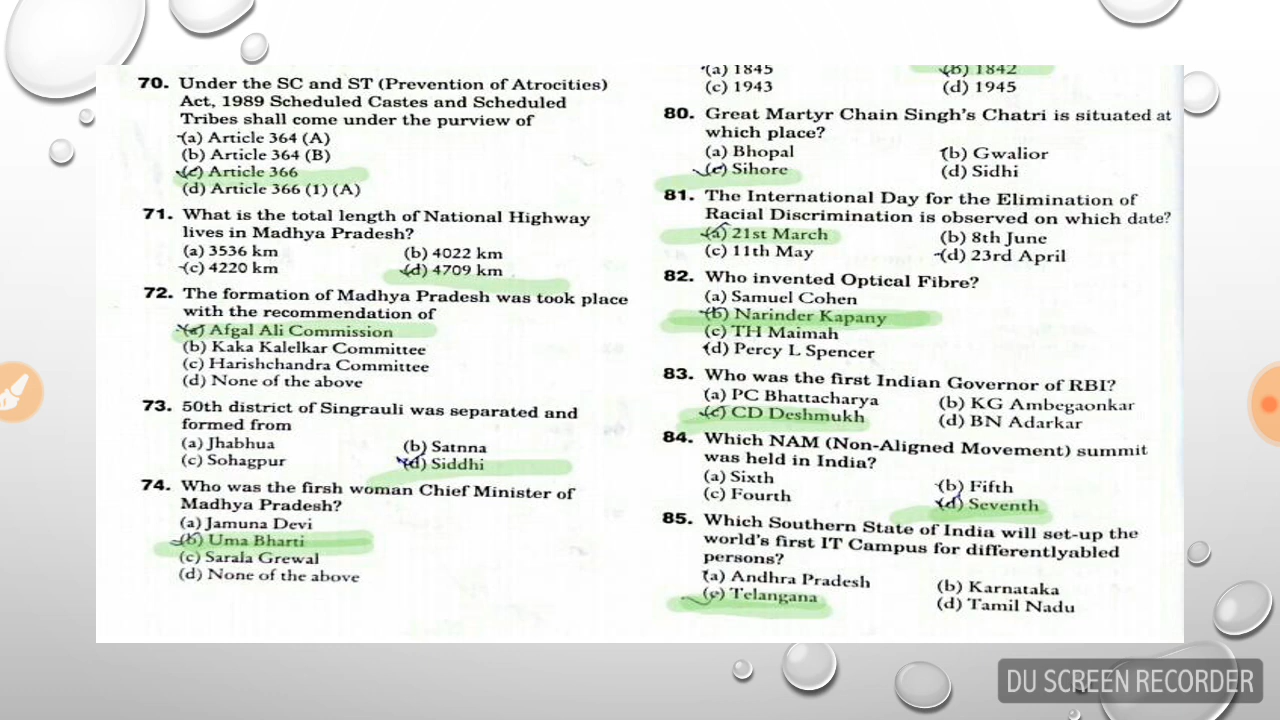 70. Under the SC and ST (Prevention of Atrocities)
Act, 1989 Scheduled Castes and Scheduled
Tribes shall come under the purview of
(a) Article 364 (A)
(b) Article 364 (B)
(c) Article 366
(d) Article 366 (1) (A)
71. What is the total length of National Highway
lives in Madhya Pradesh?
(a) 3536 km (b) 4022 km
(c) 4220 km (d) 4709 km
72. The formation of Madhya Pradesh was took place
with the recommendation of
(a) Afgal Ali Commission
(b) Kaka Kalelkar Committee
(c) Harishchandra Committee
(d) None of the above
73. 50th district of Singrauli was separated and
formed from
(a) Jhabhua (b) Satnna
(c) Sohagpur (d) Siddhi
74. Who was the firsh woman Chief Minister of
Madhya Pradesh?
(a) Jamuna Devi
(b) Uma Bharti
(c) Sarala Grewal
(d) None of the above
(a) 1845 (b) 1842
(c) 1943 (d) 1945
80. Great Martyr Chain Singh's Chatri is situated at
which place?
(a) Bhopal (b) Gwalior
(c) Sihore (d) Sidhi
81. The International Day for the Elimination of
Racial Discrimination is observed on which date?
(a) 21st March (b) 8th June
(c) 11th May (d) 23rd April
82. Who invented Optical Fibre?
(a) Samuel Cohen
(b) Narinder Kapany
(c) TH Maimah
(d) Percy L Spencer
83. Who was the first Indian Governor of RBI?
(a) PC Bhattacharya (b) KG Ambegaonkar
(c) CD Deshmukh (d) BN Adarkar
84. Which NAM (Non-Aligned Movement) summit
was held in India?
(a) Sixth (b) Fifth
(c) Fourth (d) Seventh
85. Which Southern State of India will set-up the
world's first IT Campus for differentlyabled
persons?
(a) Andhra Pradesh (b) Karnataka
(c) Telangana (d) Tamil Nadu
DU SCREEN RECORDER